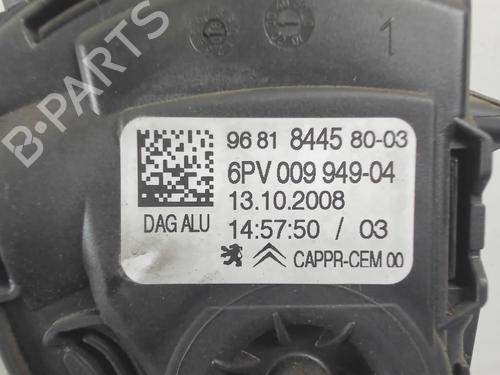 1
96 81 8445 80-03
6PV 009 949-04
13.10.2008
DAG ALU
14:57:50 / 03
CAPPR-CEM 00